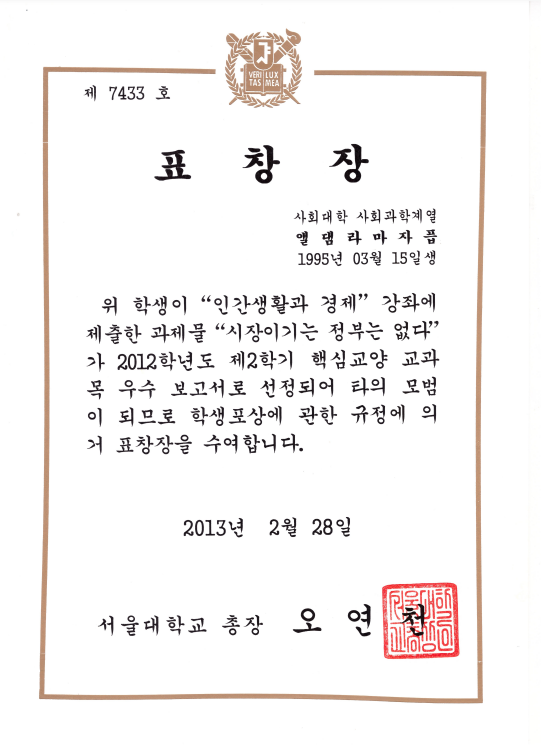 VERI LUX
TAS MEA
제 7433 호
표 창 장
사회대학 사회과학계열
앨 댐 라 마 자 픕
1995년 03월 15일생
위 학생이 “인간생활과 경제” 강좌에
제출한 과제물 “시장이기는 정부는 없다”
가 2012학년도 제2학기 핵심교양 교과
목 우수 보고서로 선정되어 타의 모범
이 되므로 학생포상에 관한 규정에 의
거 표창장을 수여합니다.
2013년 2월 28일
서울대학교 총장 오 연 천